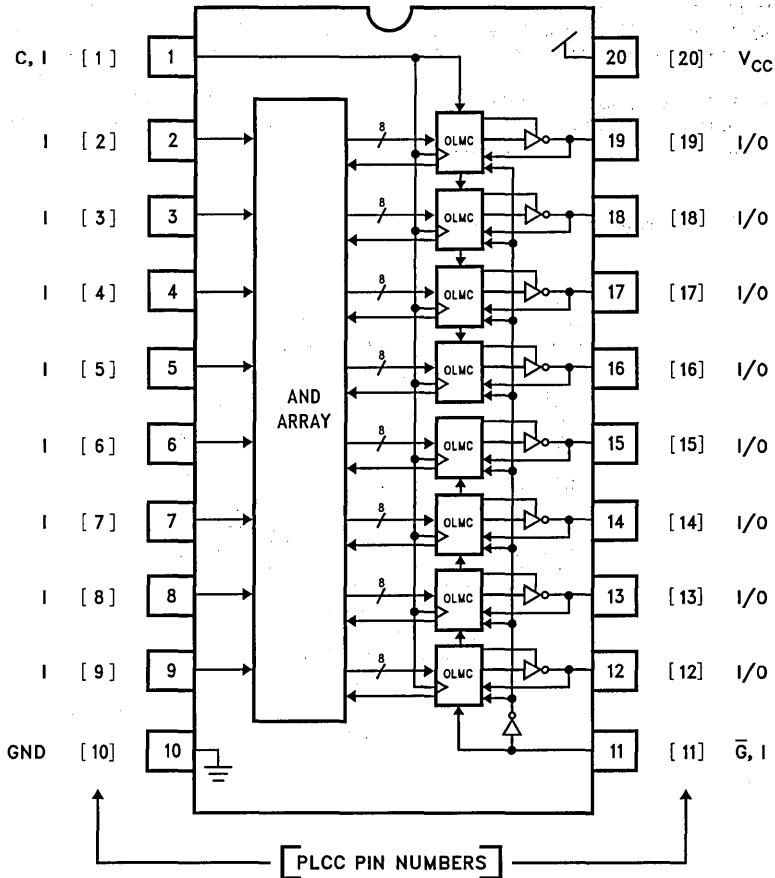 C, I [1] 1 20 [20] VCC
I [2] 2 8 OLMC 19 [19] I/O
I [3] 3 8 OLMC 18 [18] I/O
I [4] 4 8 OLMC 17 [17] I/O
I [5] 5 8 OLMC 16 [16] I/O
AND
ARRAY
I [6] 6 8 OLMC 15 [15] I/O
I [7] 7 8 OLMC 14 [14] I/O
I [8] 8 8 OLMC 13 [13] I/O
I [9] 9 8 OLMC 12 [12] I/O
GND [10] 10 11 [11] G̅, I
[PLCC PIN NUMBERS]